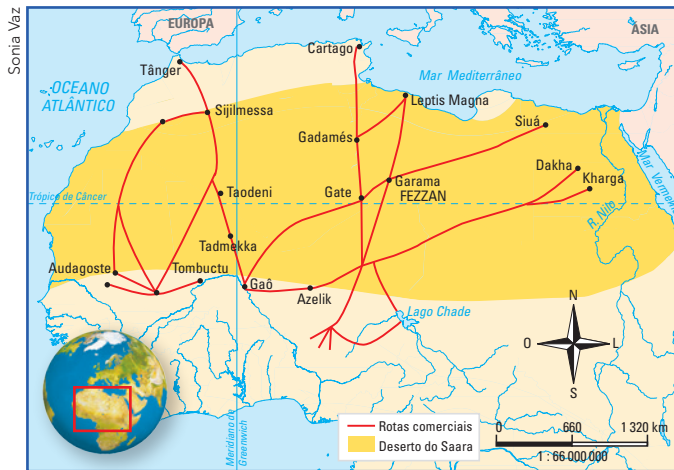 Sonia Vaz
EUROPA
ÁSIA
Cartago
Tânger
Mar Mediterrâneo
OCEANO
ATLÂNTICO
Leptis Magna
Sijilmessa
Siuá
Gadamés
Dakha
Kharga
Mar Vermelho
Garama
FEZZAN
Gate
Taodeni
Trópico de Câncer
R. Nilo
Tadmekka
Audagoste
Tombuctu
Gaô
Azelik
Lago Chade
N
O
L
S
Meridiano de
Greenwich
Rotas comerciais
Deserto do Saara
0 660 1 320 km
1 : 66 000 000